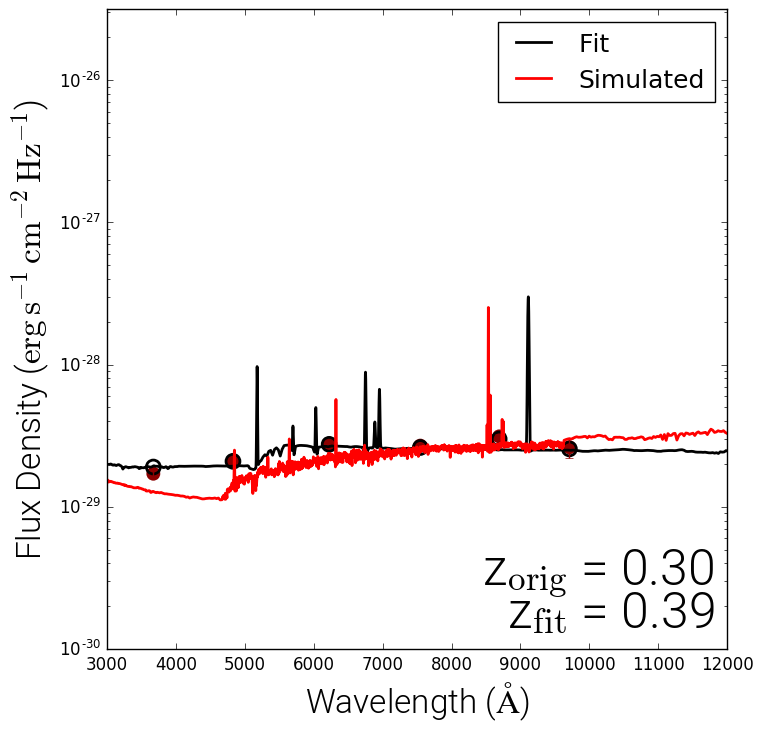 Fit
Simulated
10⁻²⁶
10⁻²⁷
10⁻²⁸
10⁻²⁹
10⁻³⁰
Flux Density (erg s⁻¹ cm⁻² Hz⁻¹)
z_orig = 0.30
z_fit = 0.39
3000 4000 5000 6000 7000 8000 9000 10000 11000 12000
Wavelength (Å)